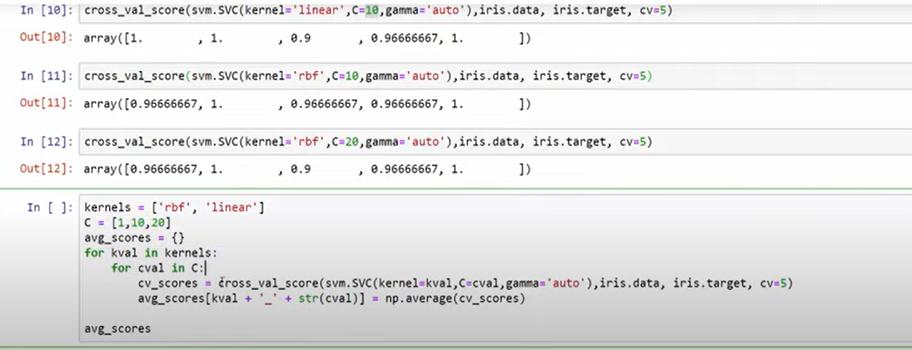 In [10]: cross_val_score(svm.SVC(kernel='linear',C=10,gamma='auto'),iris.data, iris.target, cv=5)
Out[10]: array([1. , 1. , 0.9 , 0.96666667, 1. ])
In [11]: cross_val_score(svm.SVC(kernel='rbf',C=10,gamma='auto'),iris.data, iris.target, cv=5)
Out[11]: array([0.96666667, 1. , 0.96666667, 0.96666667, 1. ])
In [12]: cross_val_score(svm.SVC(kernel='rbf',C=20,gamma='auto'),iris.data, iris.target, cv=5)
Out[12]: array([0.96666667, 1. , 0.9 , 0.96666667, 1. ])
In [ ]: kernels = ['rbf', 'linear']
C = [1,10,20]
avg_scores = {}
for kval in kernels:
    for cval in C:
        cv_scores = cross_val_score(svm.SVC(kernel=kval,C=cval,gamma='auto'),iris.data, iris.target, cv=5)
        avg_scores[kval + '_' + str(cval)] = np.average(cv_scores)
avg_scores